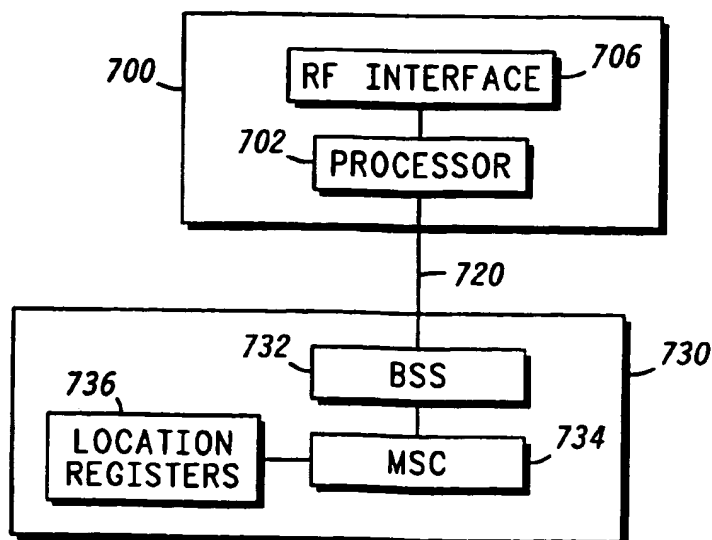 700
RF INTERFACE
706
702
PROCESSOR
720
732
BSS
730
736
LOCATION
REGISTERS
MSC
734